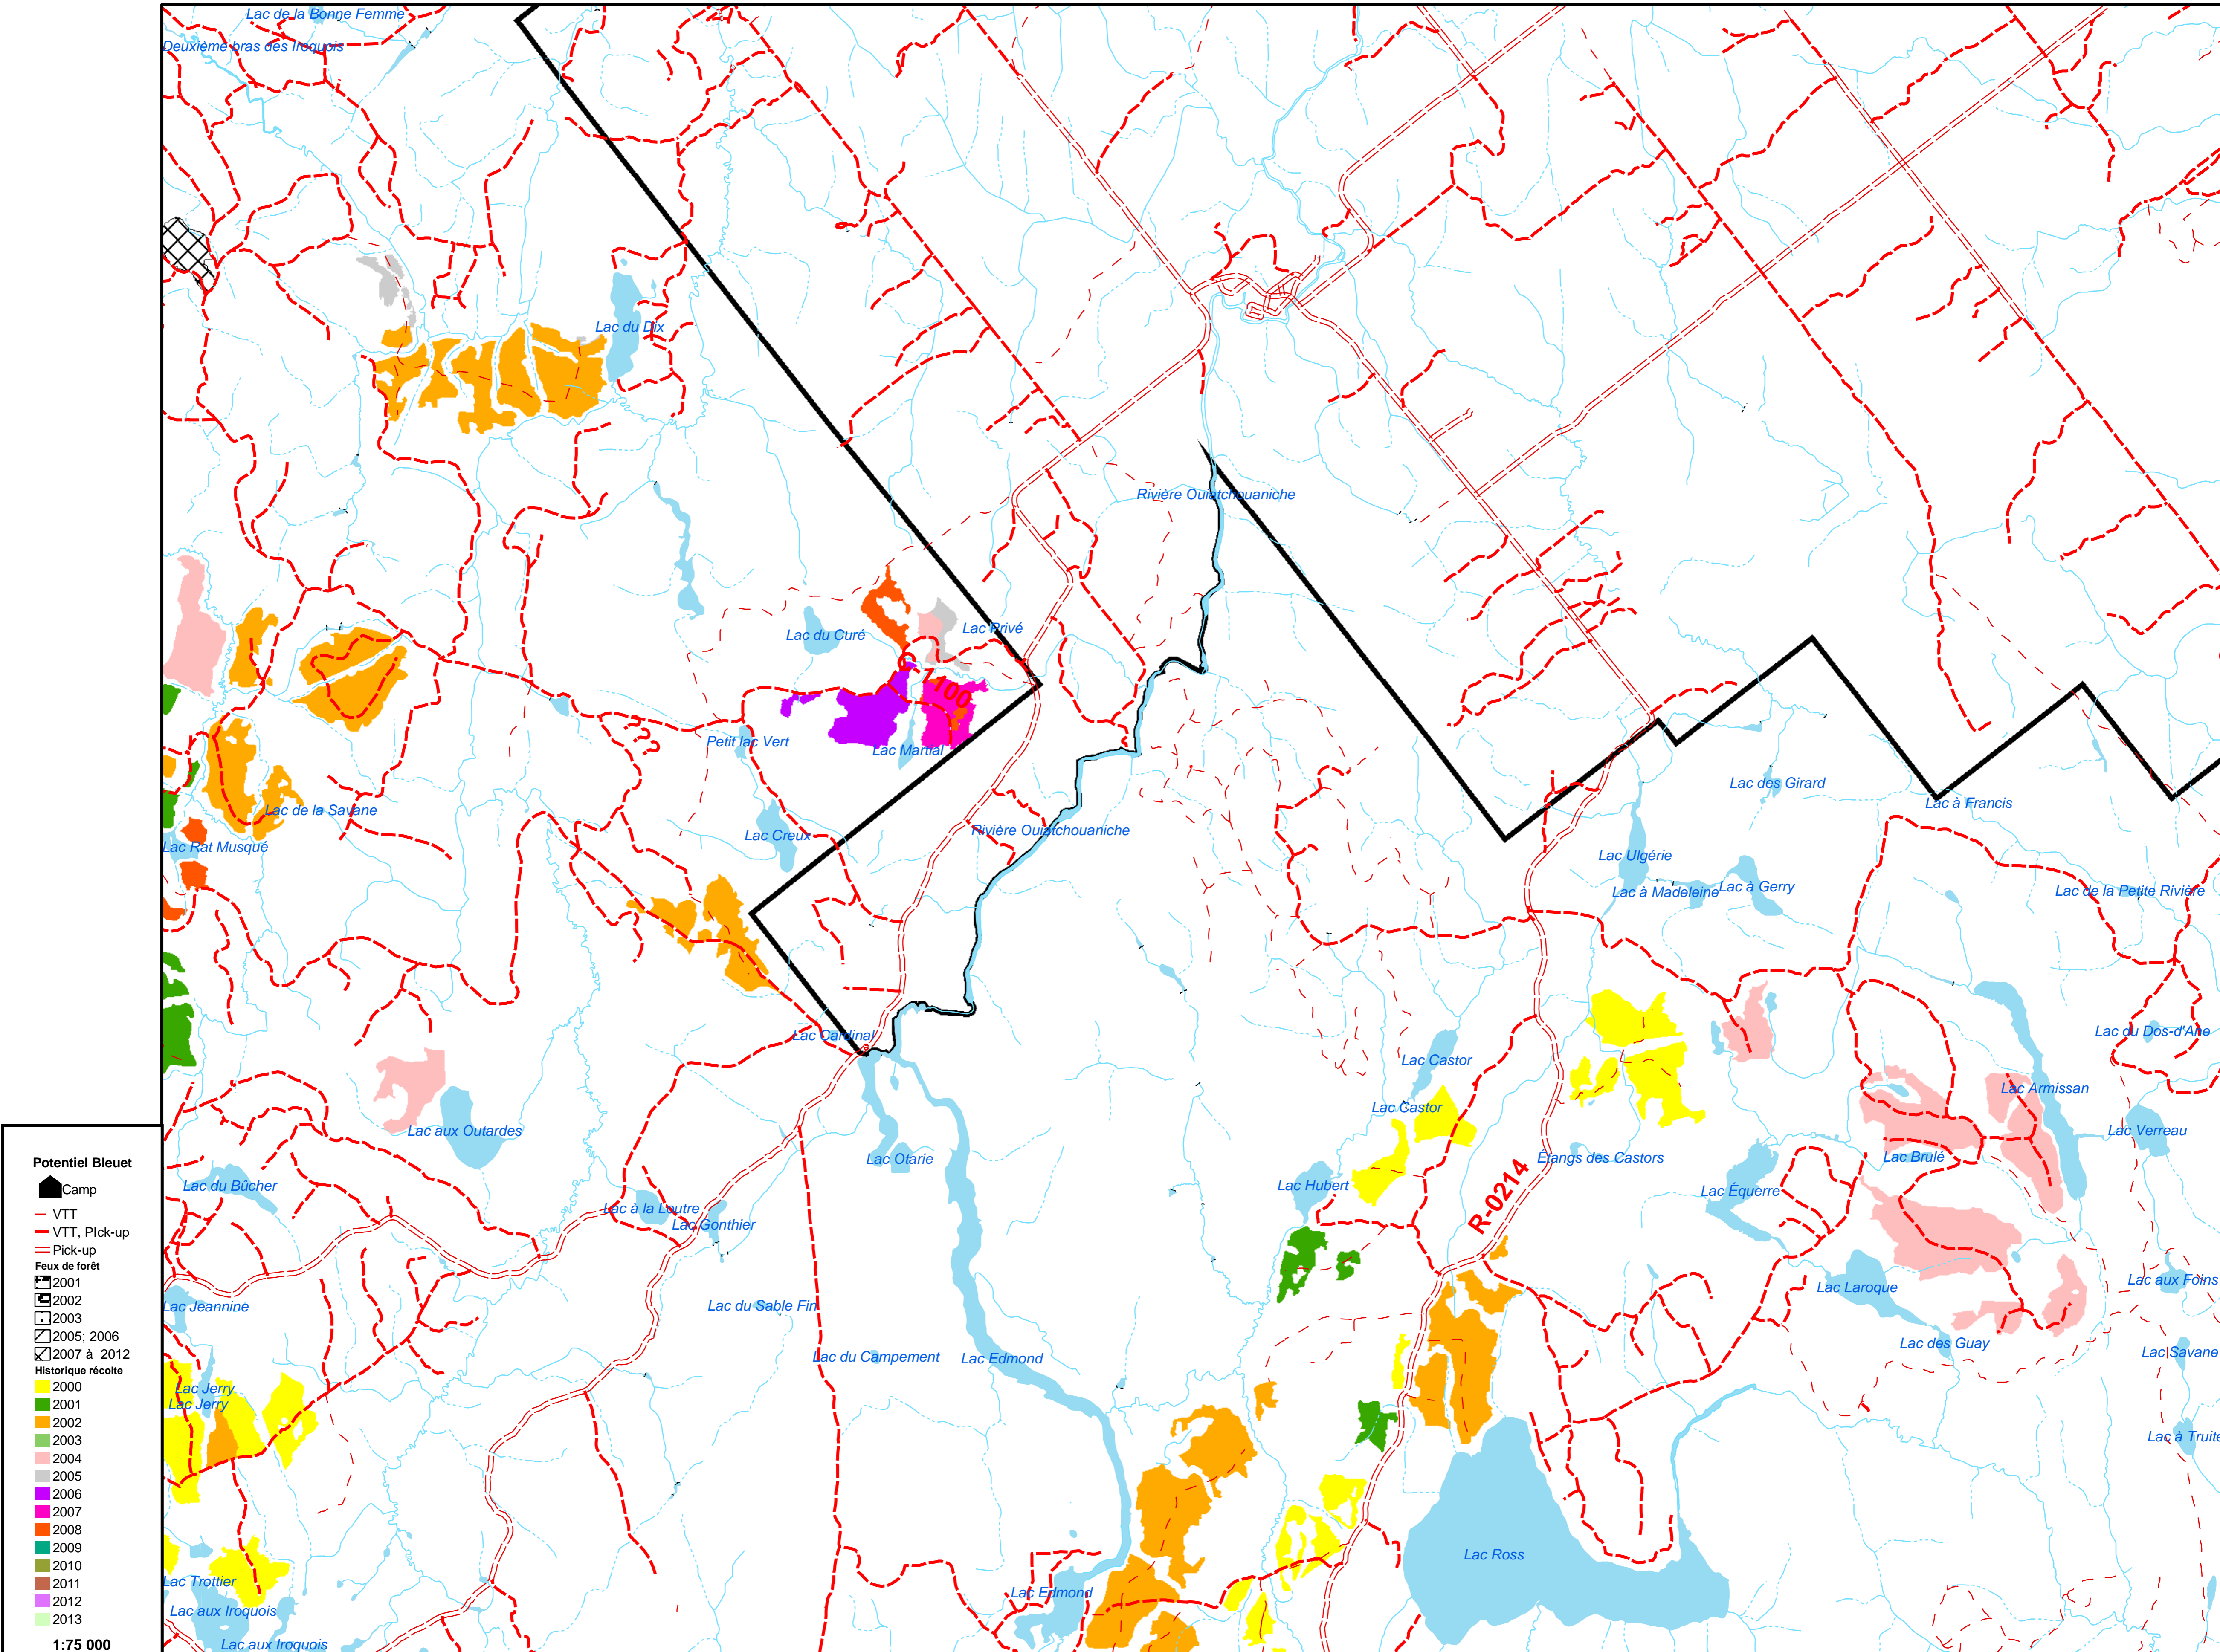 Lac de la Bonne Femme
Deuxième bras des Iroquois
Lac du Dix
Rivière Ouiatchouaniche
Lac du Curé
Lac Privé
C-1100
Petit lac Vert
Lac Martial
Lac des Girard
Lac à Francis
Lac de la Savane
Lac Creux
Rivière Ouiatchouaniche
Lac Rat Musqué
Lac Ulgérie
Lac à Madeleine
Lac à Gerry
Lac de la Petite Rivière
Lac Cardinal
Lac du Dos-d'Ane
Lac Castor
Lac Armissan
Lac Castor
Lac aux Outardes
Lac Verreau
Lac Otarie
Étangs des Castors
Lac Brulé
Lac du Bûcher
Lac Hubert
Lac Équerre
R-0214
Lac à la Loutre
Lac Gonthier
Lac Jeannine
Lac du Sable Fin
Lac Laroque
Lac aux Foins
Lac des Guay
Lac Savane
Lac du Campement
Lac Edmond
Lac Jerry
Lac Jerry
Lac à Truite
Lac Ross
Lac Trottier
Lac Edmond
Lac aux Iroquois
Lac aux Iroquois
Potentiel Bleuet
Camp
VTT
VTT, PIck-up
Pick-up
Feux de forêt
2001
2002
2003
2005; 2006
2007 à 2012
Historique récolte
2000
2001
2002
2003
2004
2005
2006
2007
2008
2009
2010
2011
2012
2013
1:75 000